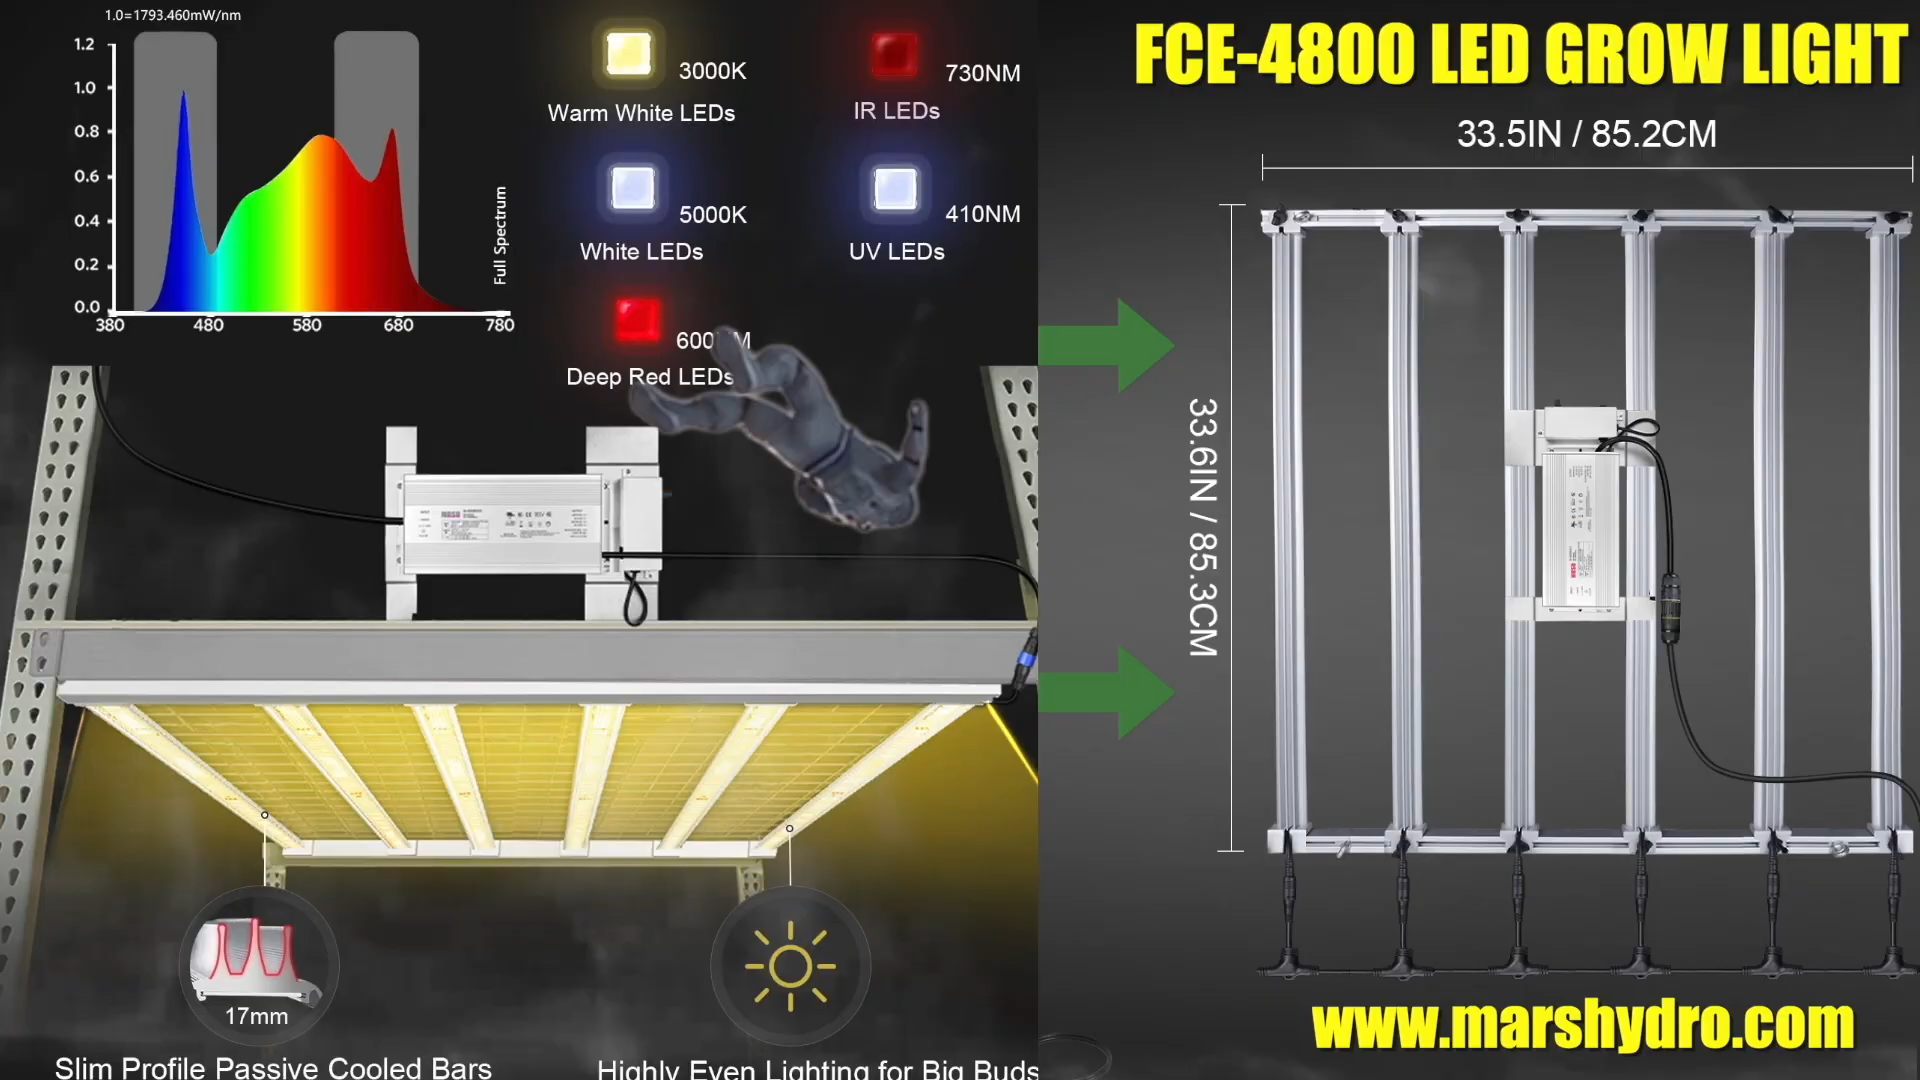 1.0=1793.460mW/nm
1.2
1.0
0.8
0.6
0.4
0.2
0.0
380 480 580 680 780
Full Spectrum
3000K
Warm White LEDs
730NM
IR LEDs
5000K
White LEDs
410NM
UV LEDs
Deep Red LEDs
17mm
Slim Profile Passive Cooled Bars
Highly Even Lighting for Big Buds
FCE-4800 LED GROW LIGHT
33.5IN / 85.2CM
33.6IN / 85.3CM
www.marshydro.com